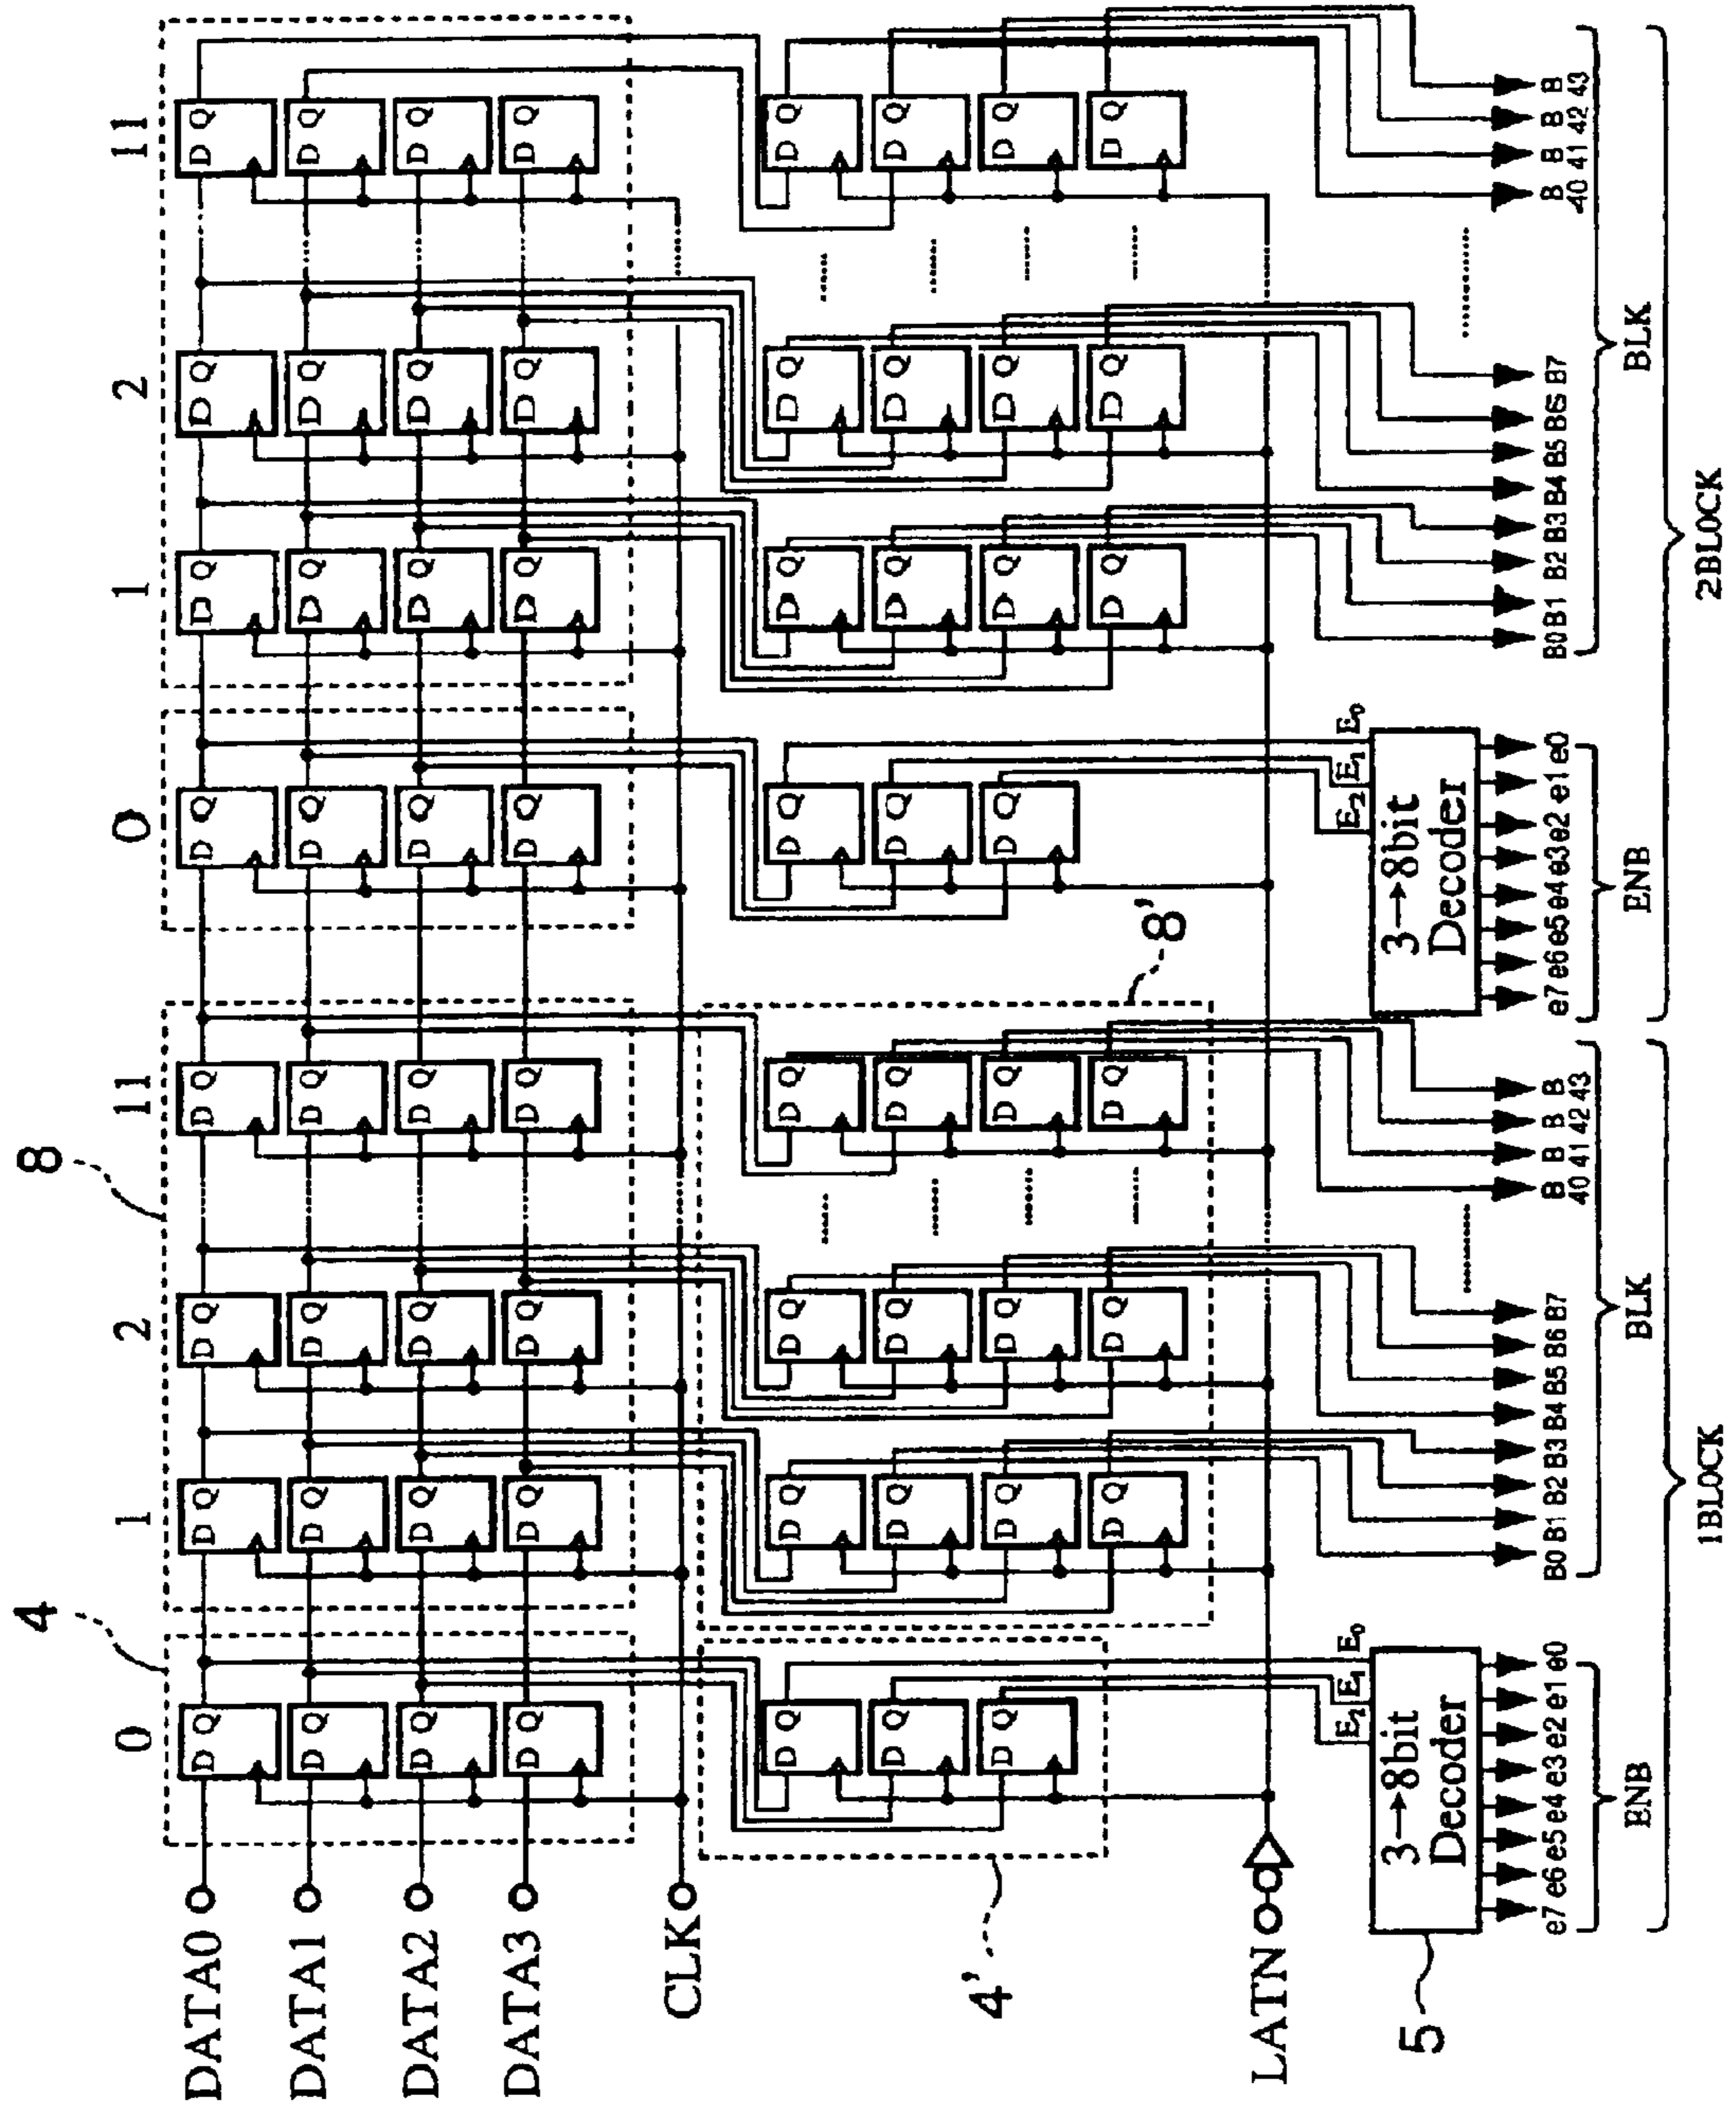 4 8
0 1 2 11 0 1 2 11
DATA0 D Q D Q D Q D Q D Q D Q D Q D Q
DATA1 D Q D Q D Q D Q D Q D Q D Q D Q
DATA2 D Q D Q D Q D Q D Q D Q D Q D Q
DATA3 D Q D Q D Q D Q D Q D Q D Q D Q
CLK
D Q D Q D Q D Q D Q D Q D Q D Q
D Q D Q D Q D Q D Q D Q D Q D Q
D Q D Q D Q D Q D Q D Q D Q D Q
D Q D Q D Q D Q D Q D Q
4' 8'
LATN
E2 E1 E0 E2 E1 E0
5
3→8bit
Decoder
3→8bit
Decoder
e7 e6 e5 e4 e3 e2 e1 e0 B0 B1 B2 B3 B4 B5 B6 B7 B B B B e7 e6 e5 e4 e3 e2 e1 e0 B0 B1 B2 B3 B4 B5 B6 B7 B B B B
40 41 42 43 40 41 42 43
ENB BLK ENB BLK
1BLOCK 2BLOCK